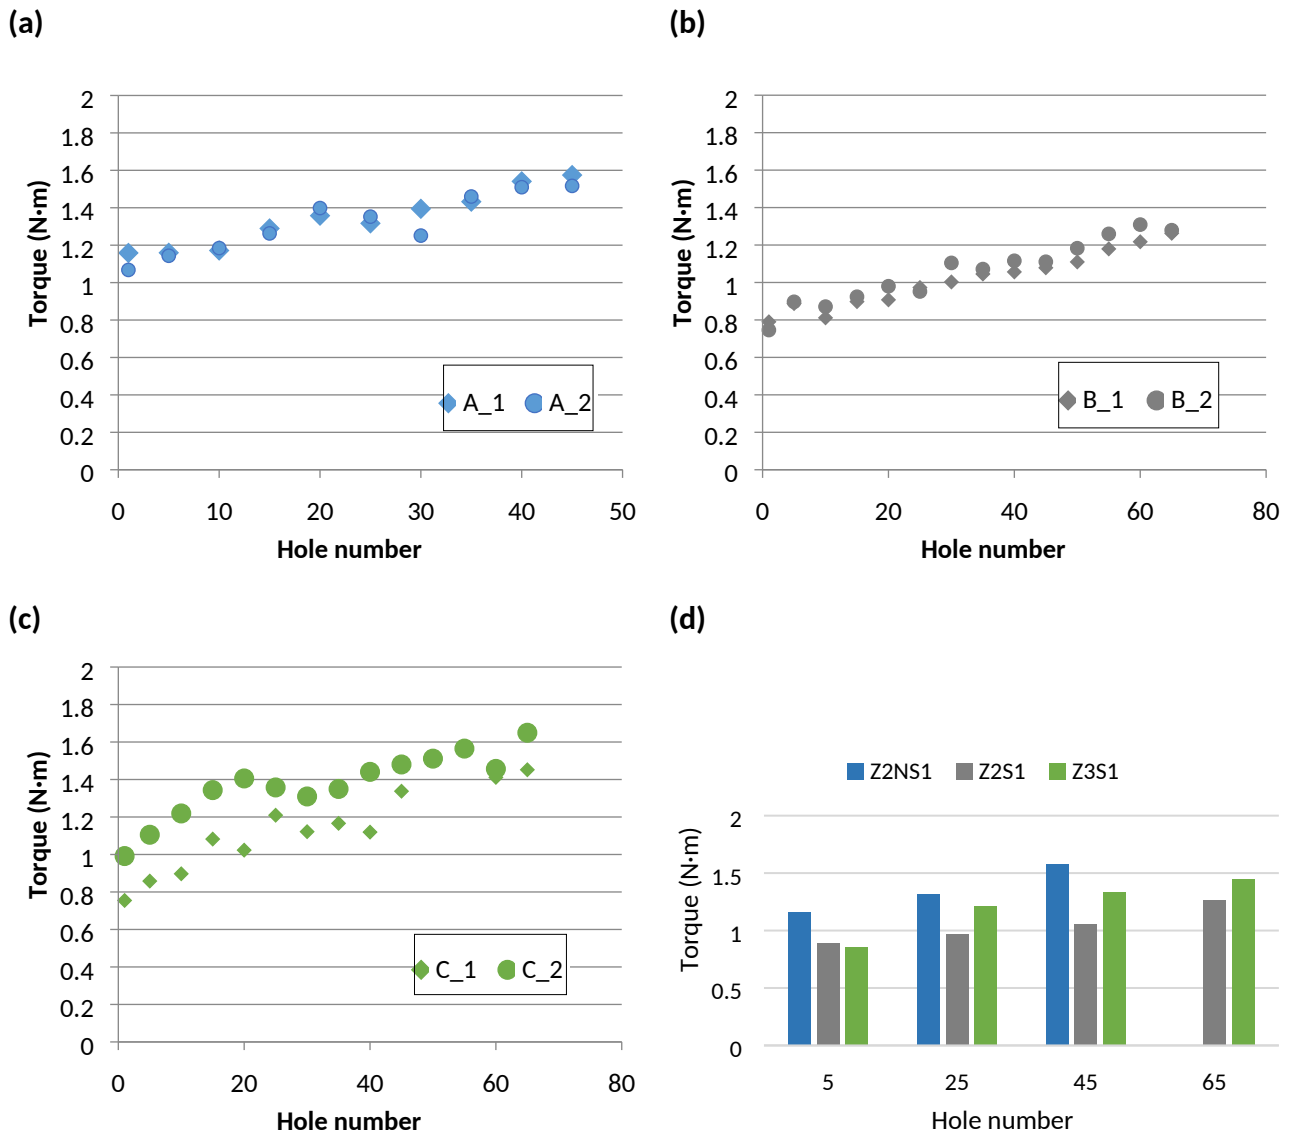 (a)
2
1.8
1.6
1.4
1.2
1
0.8
0.6
0.4
0.2
0
Torque (N·m)
A_1 A_2
0 10 20 30 40 50
Hole number
(b)
2
1.8
1.6
1.4
1.2
1
0.8
0.6
0.4
0.2
0
Torque (N·m)
B_1 B_2
0 20 40 60 80
Hole number
(c)
2
1.8
1.6
1.4
1.2
1
0.8
0.6
0.4
0.2
0
Torque (N·m)
C_1 C_2
0 20 40 60 80
Hole number
(d)
Z2NS1 Z2S1 Z3S1
2
1.5
1
0.5
0
Torque (N·m)
5 25 45 65
Hole number